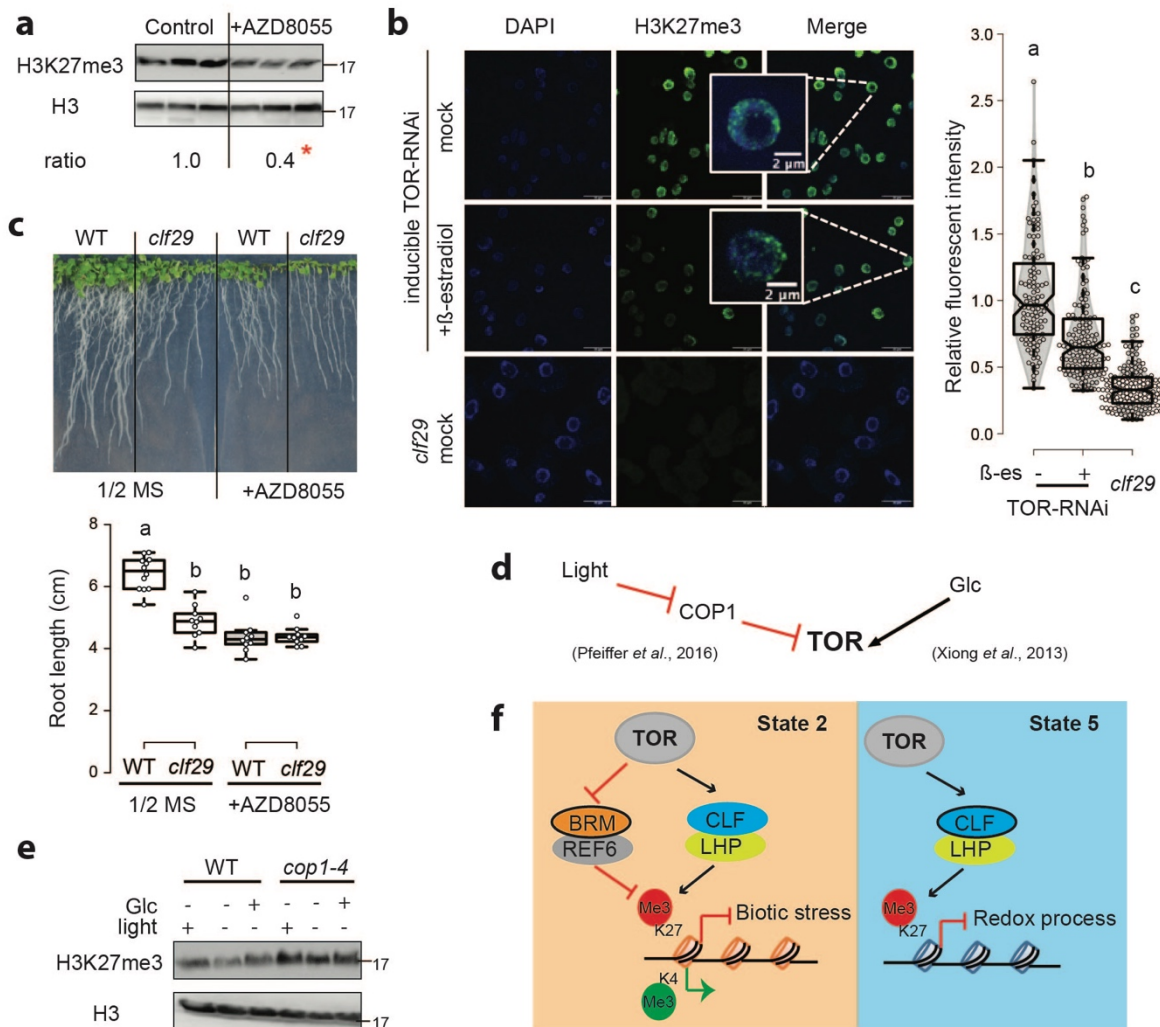 a
Control
+AZD8055
H3K27me3
17
H3
17
ratio
1.0
0.4 *
b
DAPI
H3K27me3
Merge
inducible TOR-RNAi
mock
2 µm
+ß-estradiol
2 µm
clf29
mock
Relative fluorescent intensity
3.0
2.5
2.0
1.5
1.0
0.5
0.0
a
b
c
ß-es
-
+
clf29
TOR-RNAi
c
WT
clf29
WT
clf29
1/2 MS
+AZD8055
Root length (cm)
8
6
4
2
0
a
b
b
b
WT
clf29
WT
clf29
1/2 MS
+AZD8055
d
Light
COP1
TOR
Glc
(Pfeiffer et al., 2016)
(Xiong et al., 2013)
e
WT
cop1-4
Glc - - + - - +
light + - - + - -
H3K27me3
17
H3
17
f
State 2
TOR
BRM
REF6
CLF
LHP
Me3
K27
Biotic stress
K4
Me3
State 5
TOR
CLF
LHP
Me3
K27
Redox process